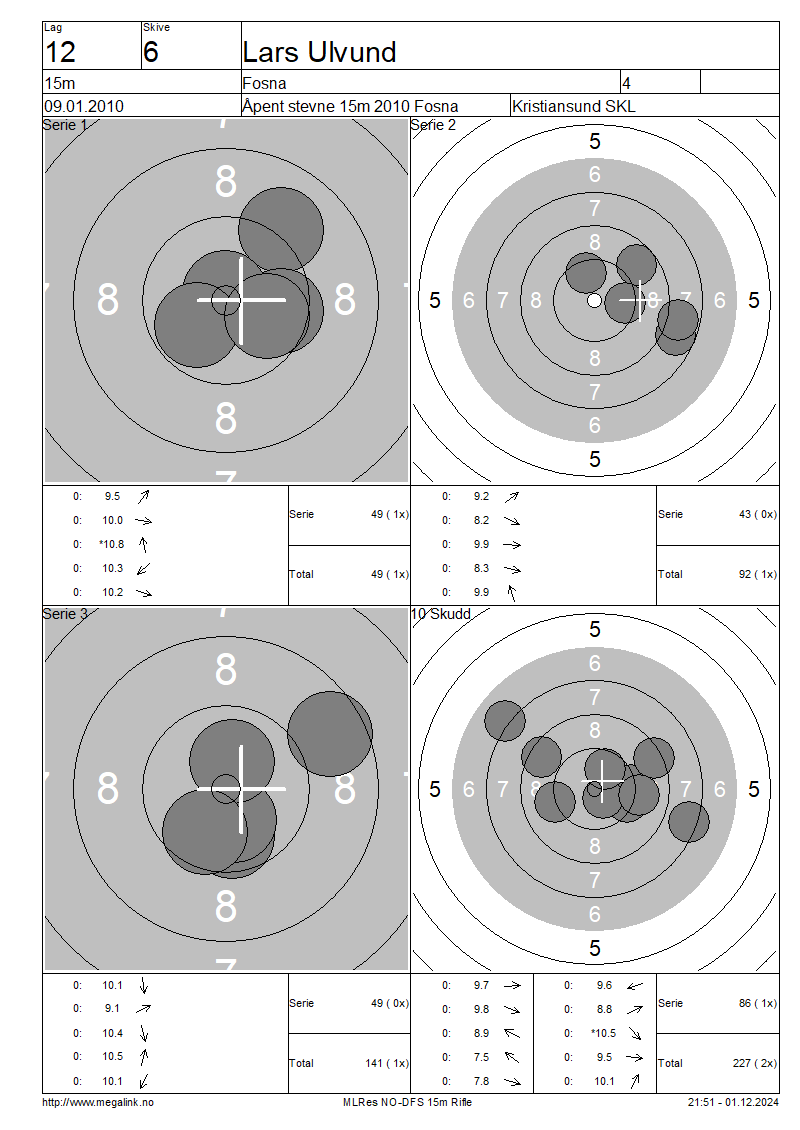 Lag Skive
12 6 Lars Ulvund
15m Fosna 4
09.01.2010 Åpent stevne 15m 2010 Fosna Kristiansund SKL
Serie 1
8
8 8
8
7
Serie 2
5
6
7
8
5 6 7 8 8 7 6 5
8
7
6
5
0: 9.5
0: 10.0
0: *10.8
0: 10.3
0: 10.2
Serie 49 ( 1x)
Total 49 ( 1x)
0: 9.2
0: 8.2
0: 9.9
0: 8.3
0: 9.9
Serie 43 ( 0x)
Total 92 ( 1x)
Serie 3
8
8 8
8
7
10 Skudd
5
6
7
8
5 6 7 8 7 6 5
8
7
6
5
0: 10.1
0: 9.1
0: 10.4
0: 10.5
0: 10.1
Serie 49 ( 0x)
Total 141 ( 1x)
0: 9.7 0: 9.6
0: 9.8 0: 8.8
0: 8.9 0: *10.5
0: 7.5 0: 9.5
0: 7.8 0: 10.1
Serie 86 ( 1x)
Total 227 ( 2x)
http://www.megalink.no MLRes NO-DFS 15m Rifle 21:51 - 01.12.2024